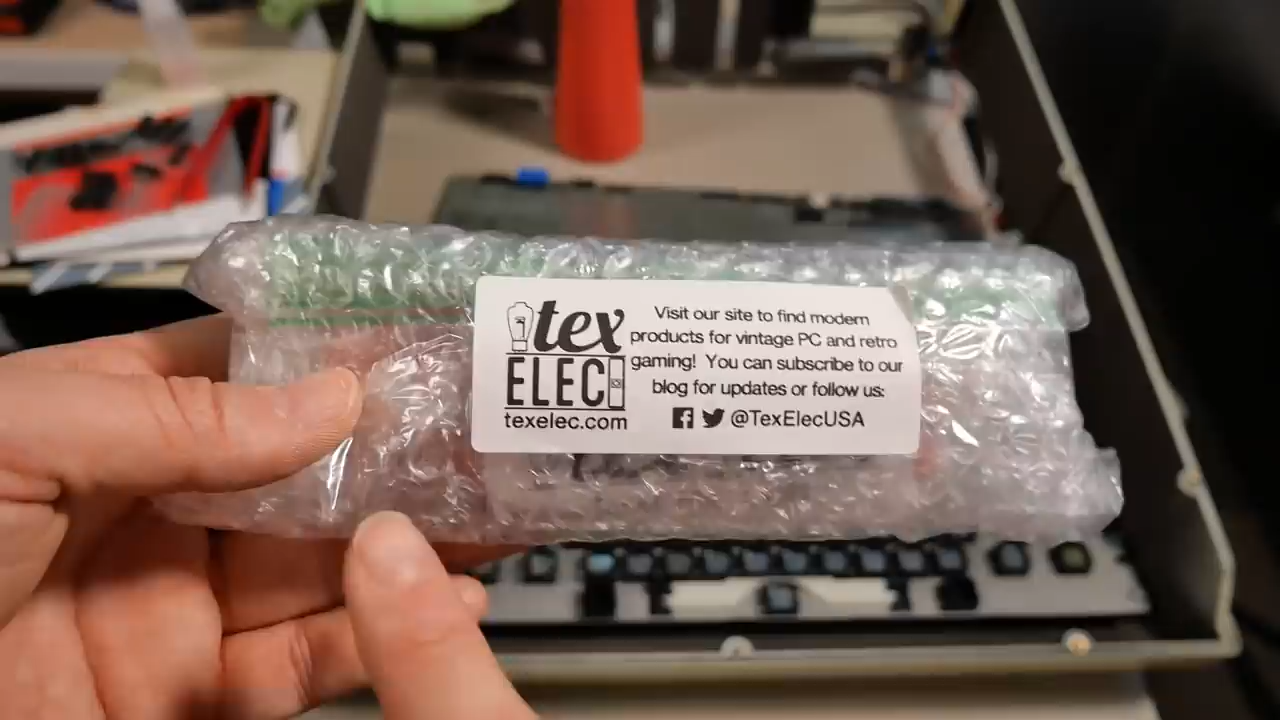 tex
ELEC
texelec.com
Visit our site to find modern
products for vintage PC and retro
gaming! You can subscribe to our
blog for updates or follow us:
@TexElecUSA